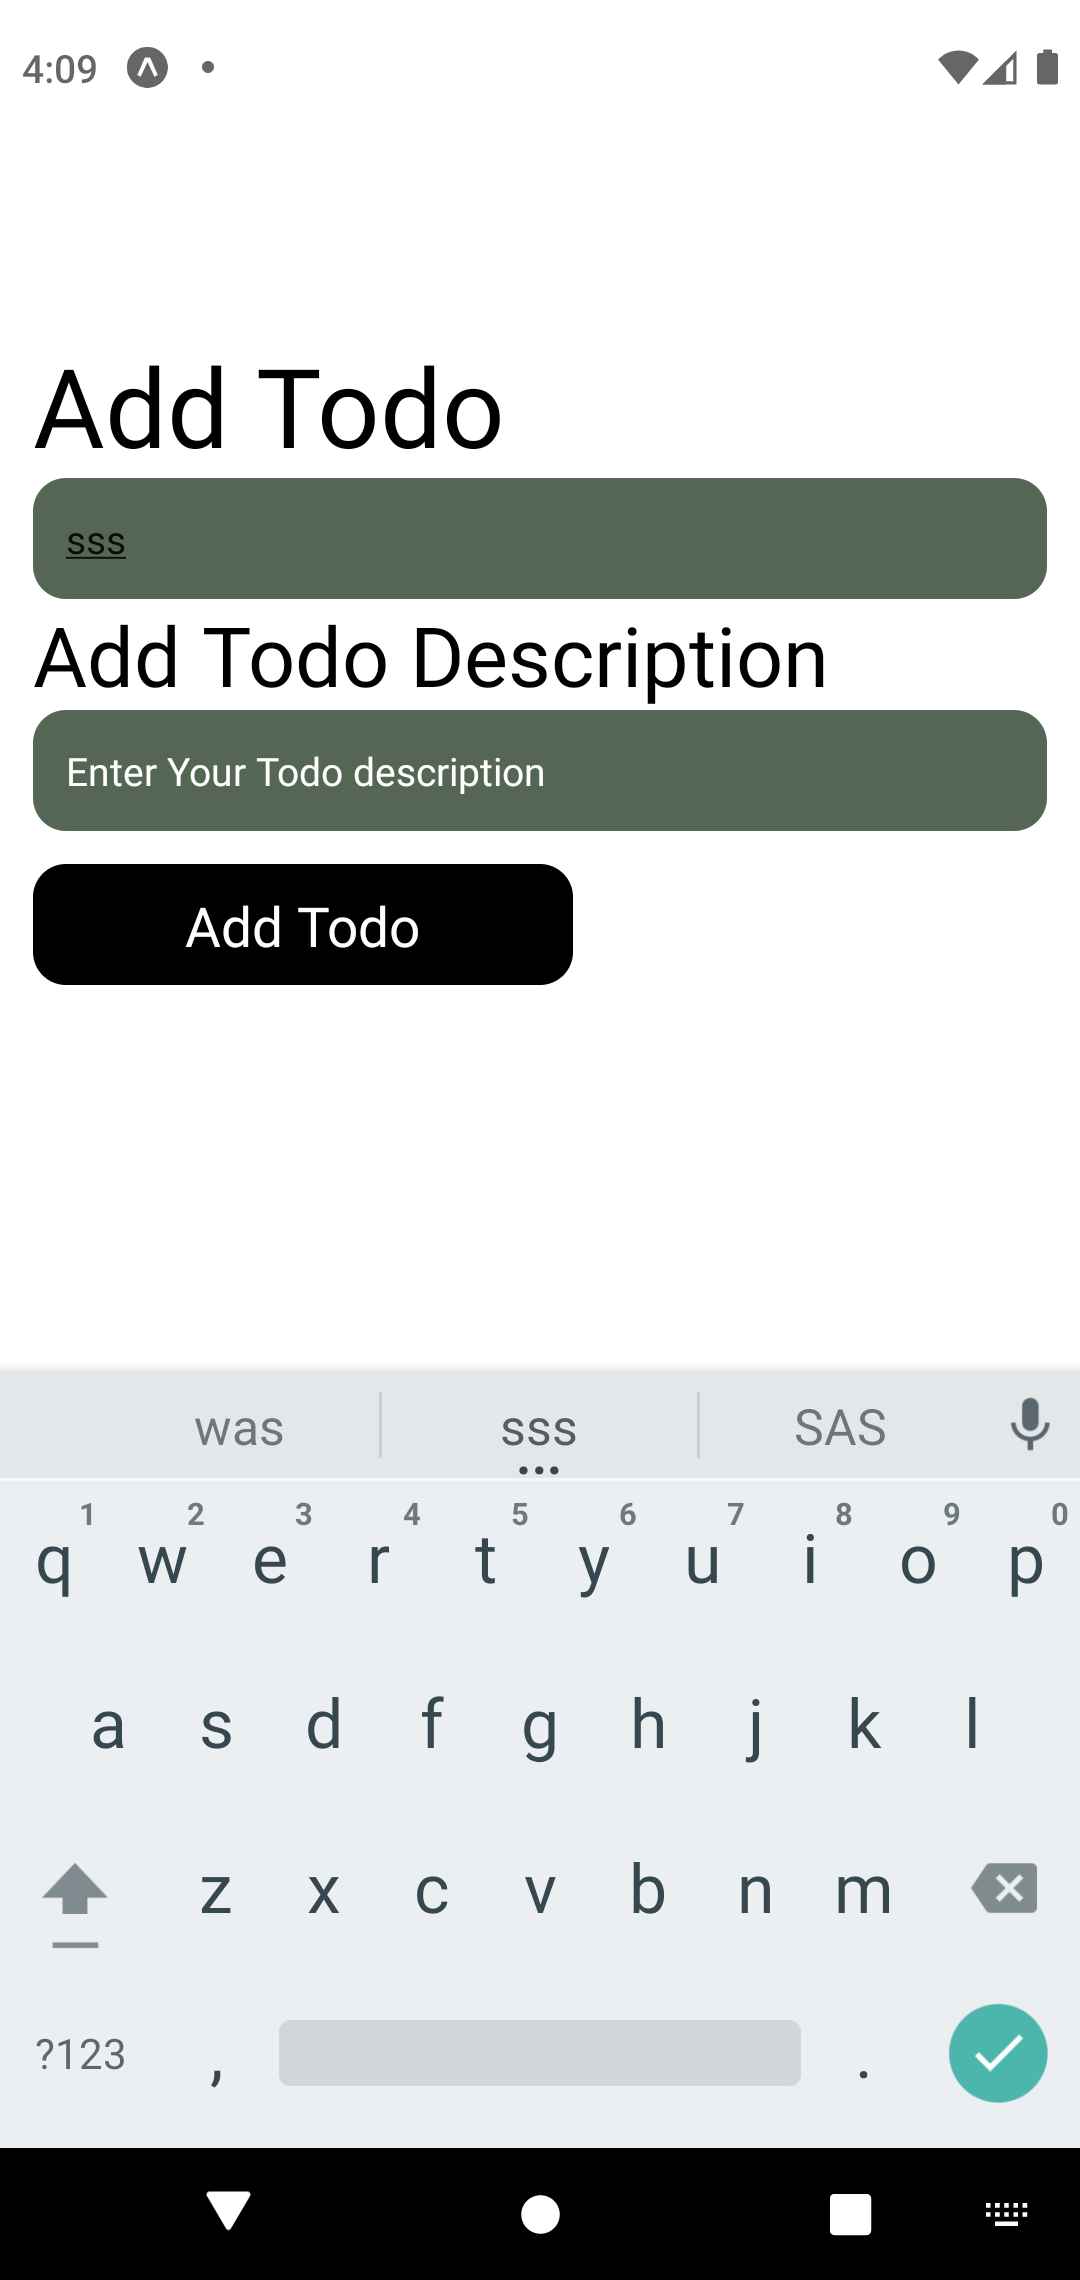 4:09
Add Todo
sss
Add Todo Description
Enter Your Todo description
Add Todo
was sss SAS
1 2 3 4 5 6 7 8 9 0
q w e r t y u i o p
a s d f g h j k l
z x c v b n m
?123 , .